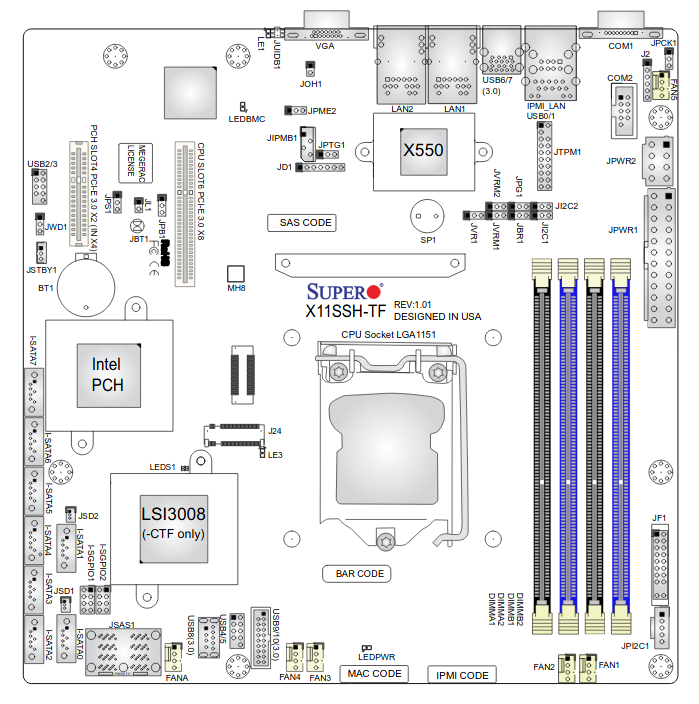 LE1
JUIDB1
VGA
COM1
JPCK1
J2
FAN5
JOH1
USB6/7
(3.0)
COM2
LEDBMC
JPME2
LAN2
LAN1
IPMI_LAN
USB0/1
JIPMB1
JPTG1
JD1
X550
JTPM1
JPWR2
PCH SLOT4 PCI-E 3.0 X2 (IN X4)
MEGERAC
LICENSE
CPU SLOT6 PCI-E 3.0 X8
USB2/3
JPS1
JL1
JPB1
JWD1
JBT1
RoHS
FC
CE
SAS CODE
SP1
JVRM2
JPG1
JI2C2
JVR1
JVRM1
JBR1
JI2C1
JPWR1
JSTBY1
BT1
MH8
SUPER
®
X11SSH-TF
REV:1.01
DESIGNED IN USA
CPU Socket LGA1151
I-SATA7
Intel
PCH
J24
LE3
I-SATA6
LEDS1
I-SATA5
JSD2
LSI3008
(-CTF only)
I-SATA4
I-SATA1
I-SGPIO1
I-SGPIO2
JF1
BAR CODE
I-SATA3
JSD1
DIMMA1
DIMMA2
DIMMB1
DIMMB2
I-SATA2
I-SATA0
JSAS1
USB8(3.0)
USB4/5
USB9/10(3.0)
JPI2C1
LEDPWR
FANA
FAN4
FAN3
MAC CODE
IPMI CODE
FAN2
FAN1